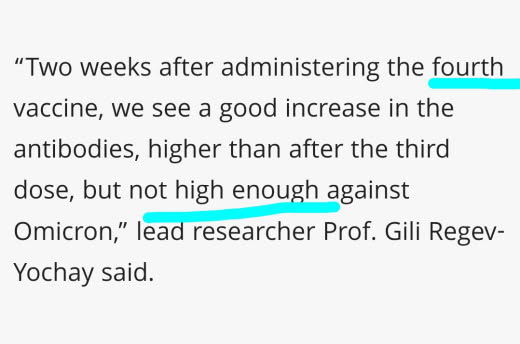 “Two weeks after administering the fourth
vaccine, we see a good increase in the
antibodies, higher than after the third
dose, but not high enough against
Omicron,” lead researcher Prof. Gili Regev-
Yochay said.